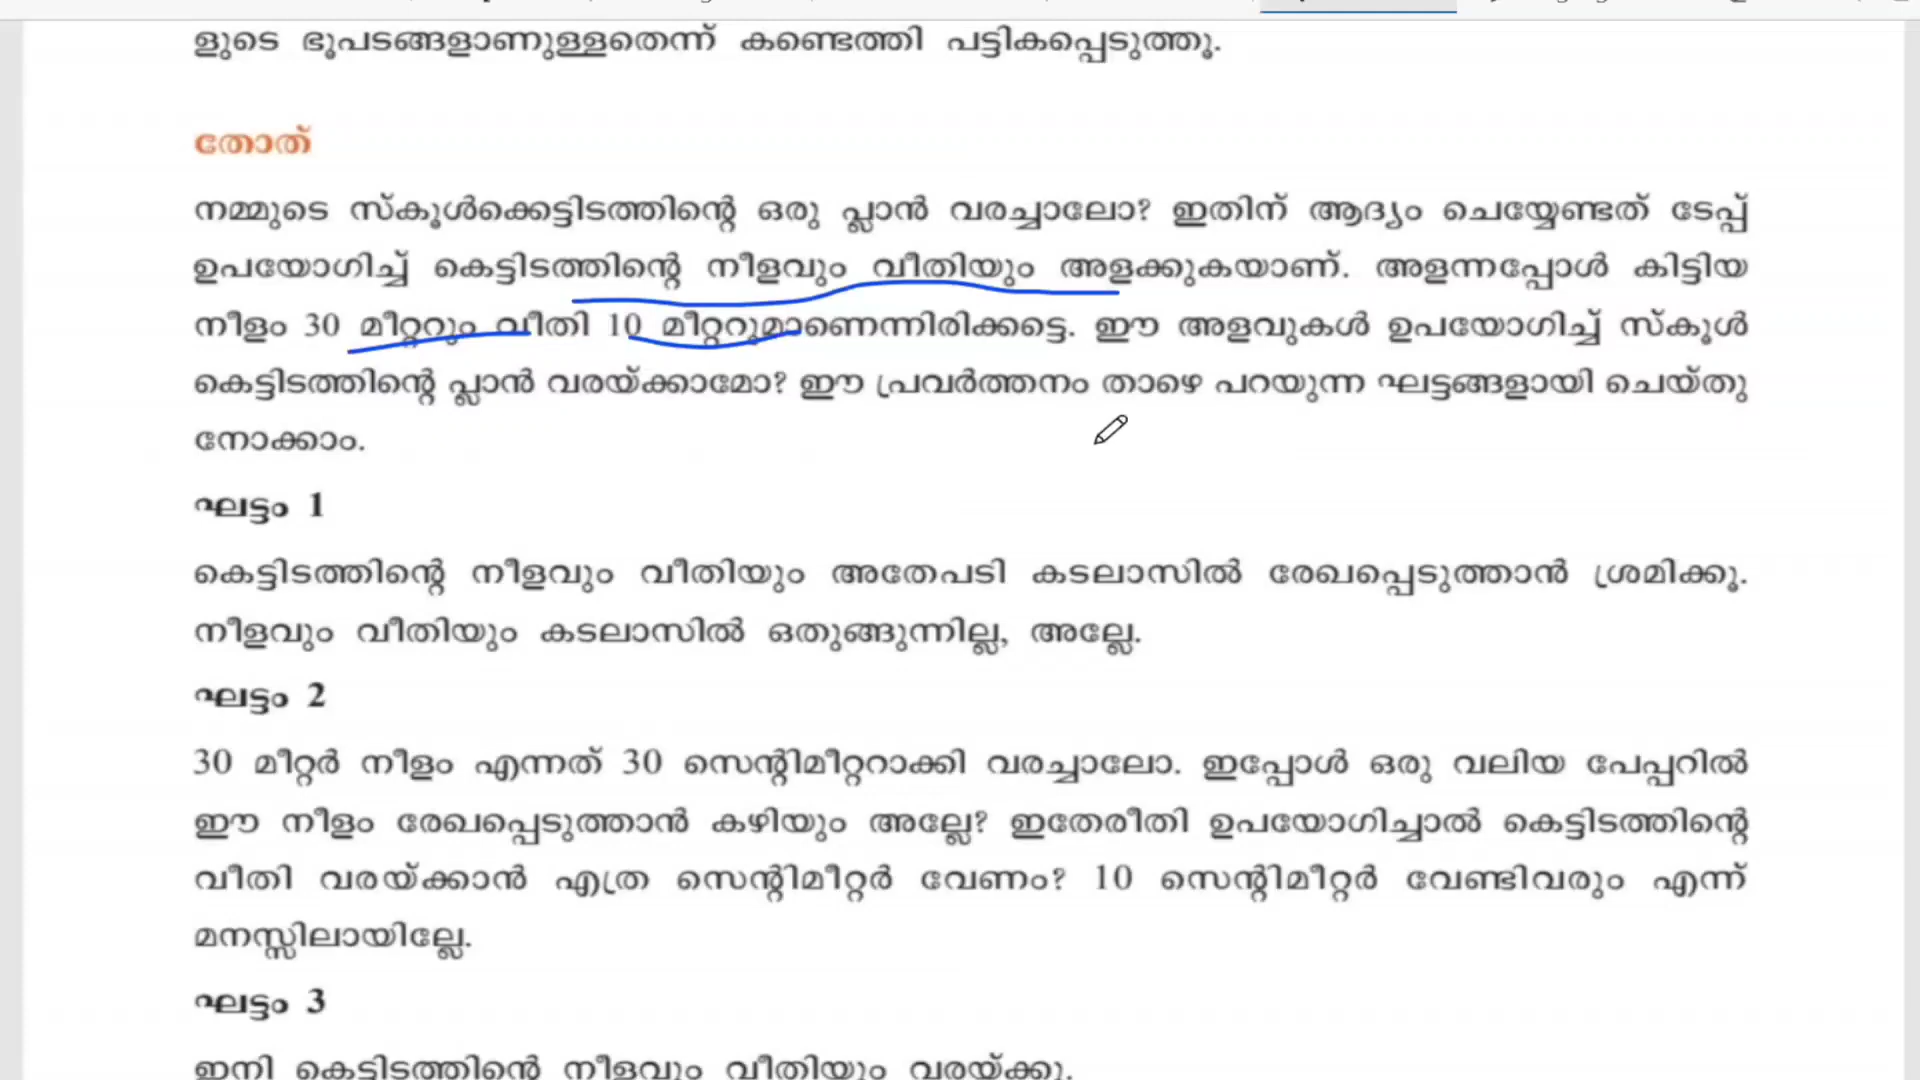 ളുടെ ഭൂപടങ്ങളാണുള്ളതെന്ന് കണ്ടെത്തി പട്ടികപ്പെടുത്തൂ.
തോത്
നമ്മുടെ സ്കൂൾക്കെട്ടിടത്തിന്റെ ഒരു പ്ലാൻ വരച്ചാലോ? ഇതിന് ആദ്യം ചെയ്യേണ്ടത് ടേപ്പ്
ഉപയോഗിച്ച് കെട്ടിടത്തിന്റെ നീളവും വീതിയും അളക്കുകയാണ്. അളന്നപ്പോൾ കിട്ടിയ
നീളം 30 മീറ്ററും വീതി 10 മീറ്ററുമാണെന്നിരിക്കട്ടെ. ഈ അളവുകൾ ഉപയോഗിച്ച് സ്കൂൾ
കെട്ടിടത്തിന്റെ പ്ലാൻ വരയ്ക്കാമോ? ഈ പ്രവർത്തനം താഴെ പറയുന്ന ഘട്ടങ്ങളായി ചെയ്തു
നോക്കാം.
ഘട്ടം 1
കെട്ടിടത്തിന്റെ നീളവും വീതിയും അതേപടി കടലാസിൽ രേഖപ്പെടുത്താൻ ശ്രമിക്കൂ.
നീളവും വീതിയും കടലാസിൽ ഒതുങ്ങുന്നില്ല, അല്ലേ.
ഘട്ടം 2
30 മീറ്റർ നീളം എന്നത് 30 സെന്റിമീറ്ററാക്കി വരച്ചാലോ. ഇപ്പോൾ ഒരു വലിയ പേപ്പറിൽ
ഈ നീളം രേഖപ്പെടുത്താൻ കഴിയും അല്ലേ? ഇതേരീതി ഉപയോഗിച്ചാൽ കെട്ടിടത്തിന്റെ
വീതി വരയ്ക്കാൻ എത്ര സെന്റിമീറ്റർ വേണം? 10 സെന്റിമീറ്റർ വേണ്ടിവരും എന്ന്
മനസ്സിലായില്ലേ.
ഘട്ടം 3
ഇനി കെട്ടിടത്തിന്റെ നീളവും വീതിയും വരയ്ക്കൂ.